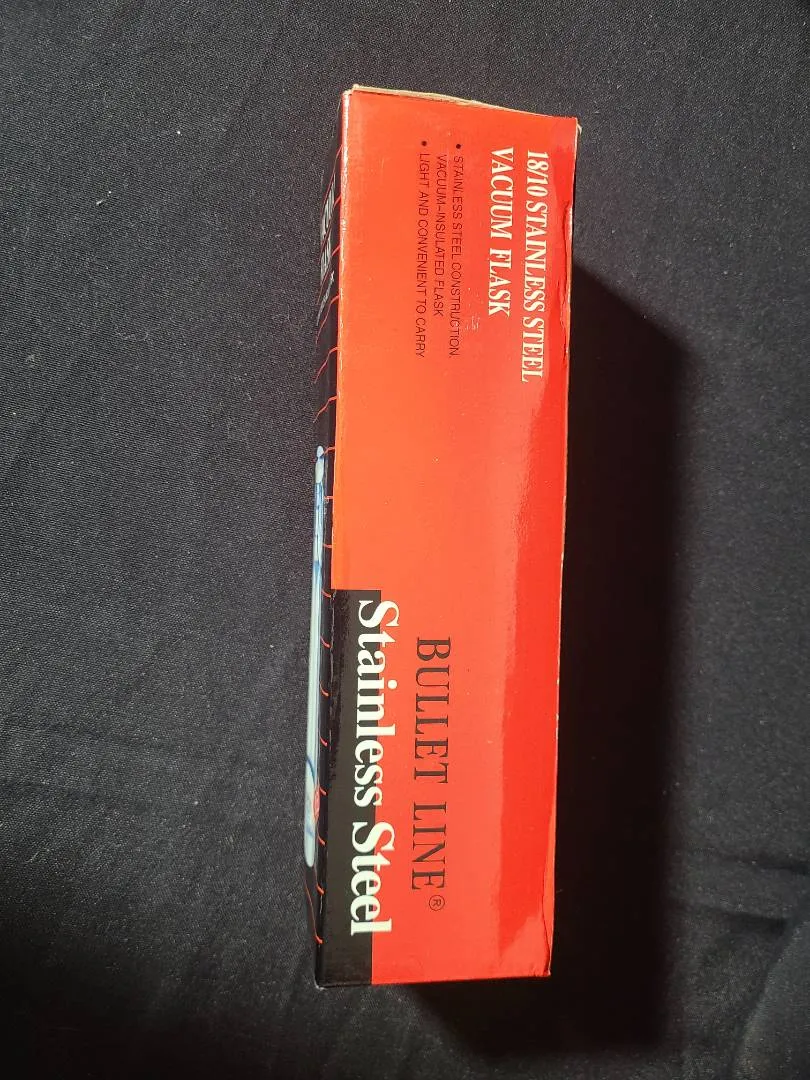 18/10 STAINLESS STEEL
VACUUM FLASK
• STAINLESS STEEL CONSTRUCTION,
VACUUM-INSULATED FLASK
• LIGHT AND CONVENIENT TO CARRY
BULLET LINE®
Stainless Steel